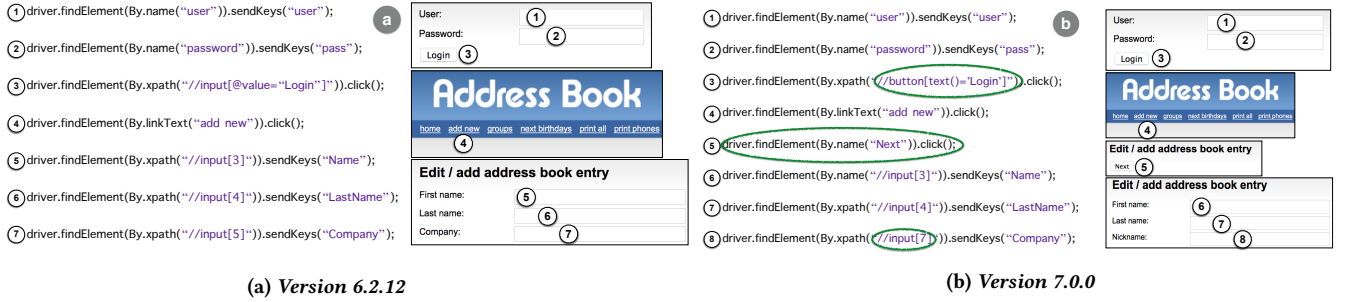 1 driver.findElement(By.name(“user”)).sendKeys(“user”);
2 driver.findElement(By.name(“password”)).sendKeys(“pass”);
3 driver.findElement(By.xpath(“//input[@value=“Login”]”)).click();
4 driver.findElement(By.linkText(“add new”)).click();
5 driver.findElement(By.xpath(“//input[3]“)).sendKeys(“Name”);
6 driver.findElement(By.xpath(“//input[4]“)).sendKeys(“LastName”);
7 driver.findElement(By.xpath(“//input[5]“)).sendKeys(“Company”);
a
User: 1
Password: 2
Login 3
Address Book
home add new groups next birthdays print all print phones
4
Edit / add address book entry
First name: 5
Last name: 6
Company: 7
(a) Version 6.2.12
1 driver.findElement(By.name(“user”)).sendKeys(“user”);
2 driver.findElement(By.name(“password”)).sendKeys(“pass”);
3 driver.findElement(By.xpath(“//button[text()='Login']”)).click();
4 driver.findElement(By.linkText(“add new”)).click();
5 driver.findElement(By.name(“Next”)).click();
6 driver.findElement(By.name(“//input[3]“)).sendKeys(“Name”);
7 driver.findElement(By.xpath(“//input[4]“)).sendKeys(“LastName”);
8 driver.findElement(By.xpath(“//input[7]“)).sendKeys(“Company”);
b
User: 1
Password: 2
Login 3
Address Book
home add new groups next birthdays print all print phones
4
Edit / add address book entry
Next 5
Edit / add address book entry
First name: 6
Last name: 7
Nickname: 8
(b) Version 7.0.0